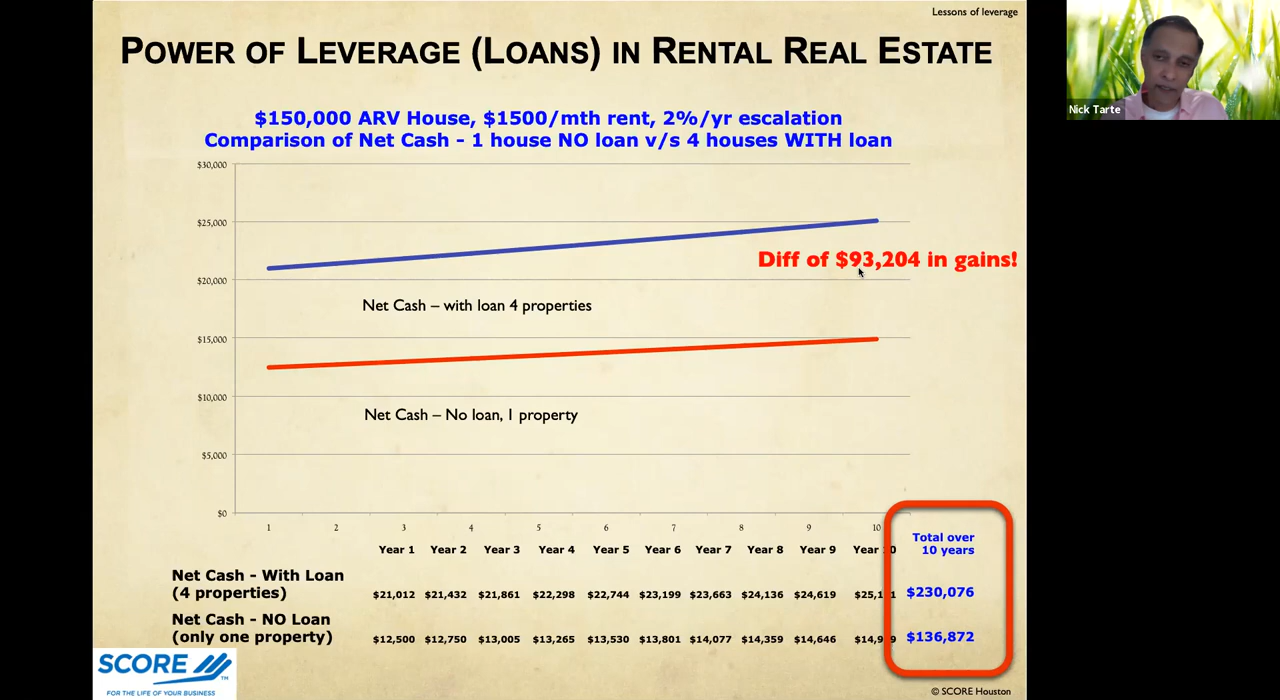 Lessons of leverage
POWER OF LEVERAGE (LOANS) IN RENTAL REAL ESTATE
$150,000 ARV House, $1500/mth rent, 2%/yr escalation
Comparison of Net Cash - 1 house NO loan v/s 4 houses WITH loan
$30,000
$25,000
Diff of $93,204 in gains!
$20,000
Net Cash – with loan 4 properties
$15,000
$10,000
Net Cash – No loan, 1 property
$5,000
$0
1 2 3 4 5 6 7 8 9 10
Total over
10 years
Year 1 Year 2 Year 3 Year 4 Year 5 Year 6 Year 7 Year 8 Year 9 Year 10
Net Cash - With Loan
(4 properties) $21,012 $21,432 $21,861 $22,298 $22,744 $23,199 $23,663 $24,136 $24,619 $230,076
Net Cash - NO Loan
(only one property) $12,500 $12,750 $13,005 $13,265 $13,530 $13,801 $14,077 $14,359 $14,646 $136,872
SCORE
TM
FOR THE LIFE OF YOUR BUSINESS
© SCORE Houston
Nick Tarte